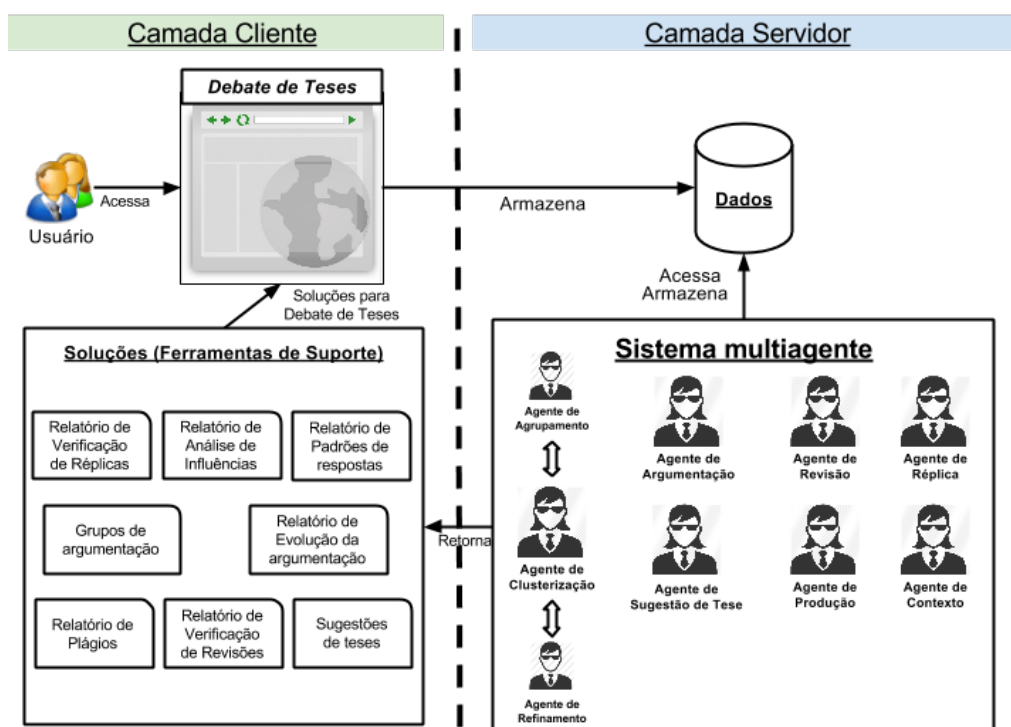 Camada Cliente
Camada Servidor
Debate de Teses
Acessa
Usuário
Armazena
Dados
Acessa
Armazena
Soluções para
Debate de Teses
Soluções (Ferramentas de Suporte)
Relatório de
Verificação
de Réplicas
Relatório de
Análise de
Influências
Relatório de
Padrões de
respostas
Grupos de
argumentação
Relatório de
Evolução da
argumentação
Relatório de
Plágios
Relatório de
Verificação
de Revisões
Sugestões
de teses
Retorna
Sistema multiagente
Agente de
Agrupamento
Agente de
Argumentação
Agente de
Revisão
Agente de
Réplica
Agente de
Clusterização
Agente de
Sugestão de Tese
Agente de
Produção
Agente de
Contexto
Agente de
Refinamento